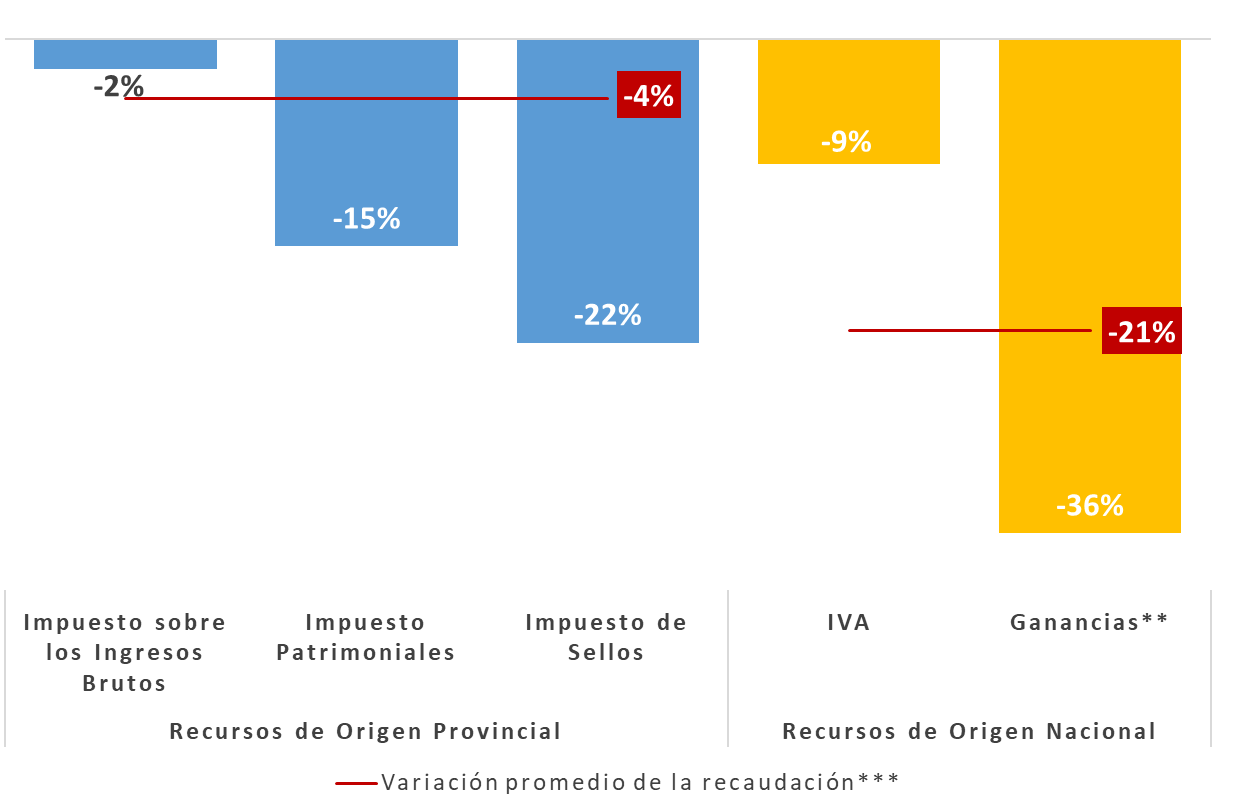 -2%
-4%
-15%
-22%
-9%
-21%
-36%
Impuesto sobre
los Ingresos
Brutos
Impuesto
Patrimoniales
Impuesto de
Sellos
IVA
Ganancias**
Recursos de Origen Provincial
Recursos de Origen Nacional
Variación promedio de la recaudación***